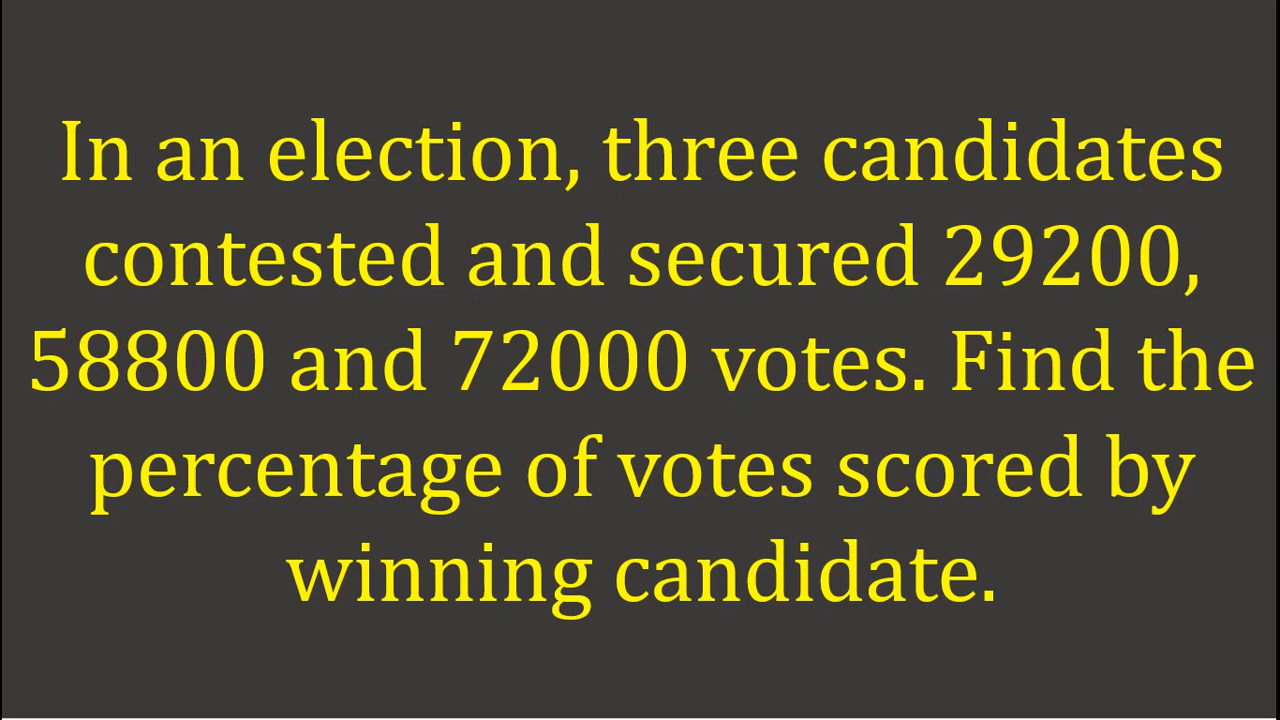 In an election, three candidates
contested and secured 29200,
58800 and 72000 votes. Find the
percentage of votes scored by
winning candidate.